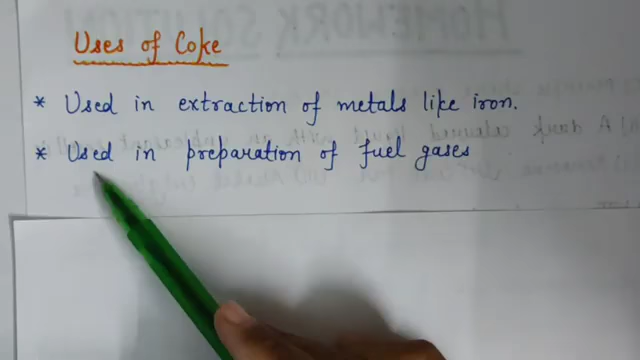 Uses of Coke
* Used in extraction of metals like iron.
* Used in preparation of fuel gases